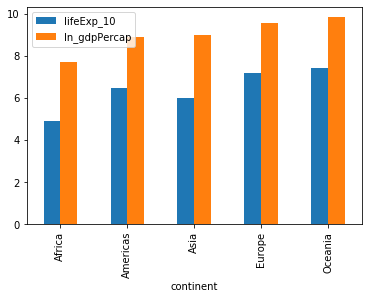 lifeExp_10
ln_gdpPercap
10
8
6
4
2
0
Africa
Americas
Asia
Europe
Oceania
continent